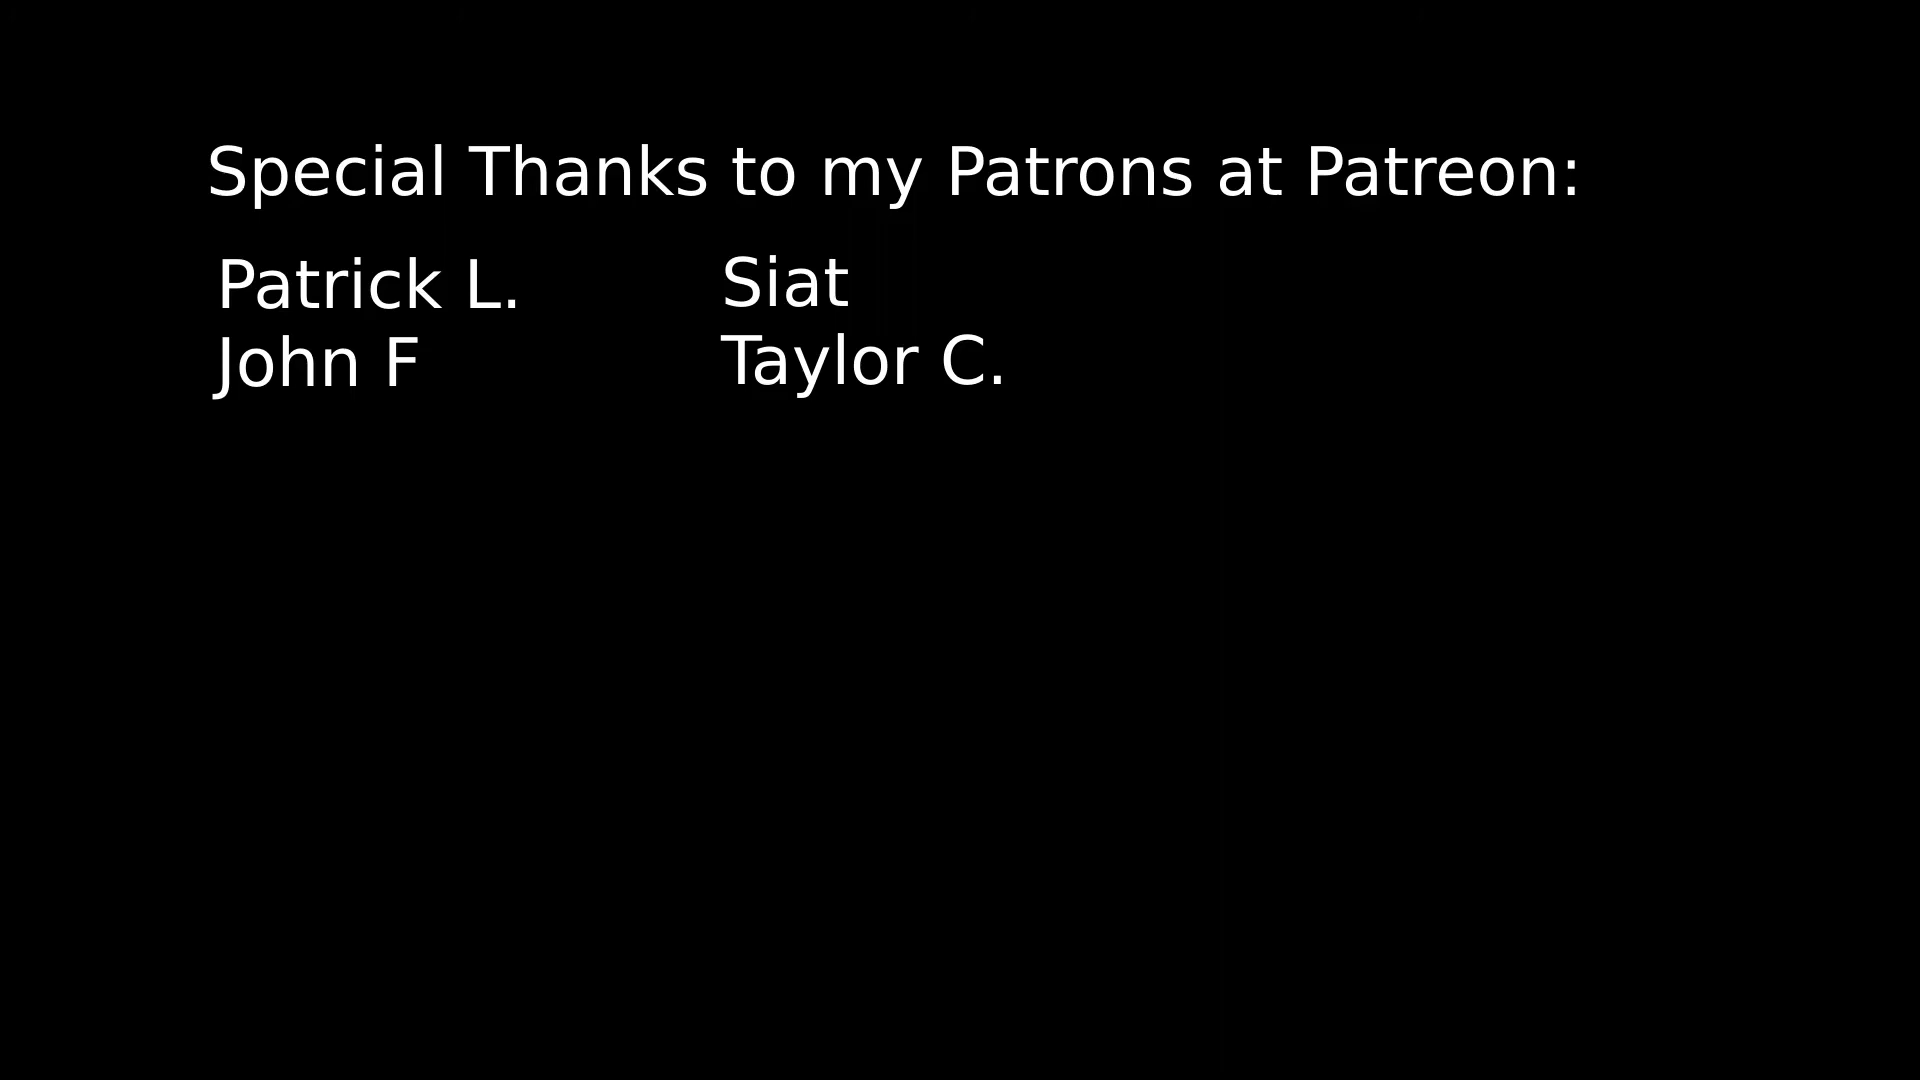 Special Thanks to my Patrons at Patreon:
Patrick L.
John F
Siat
Taylor C.